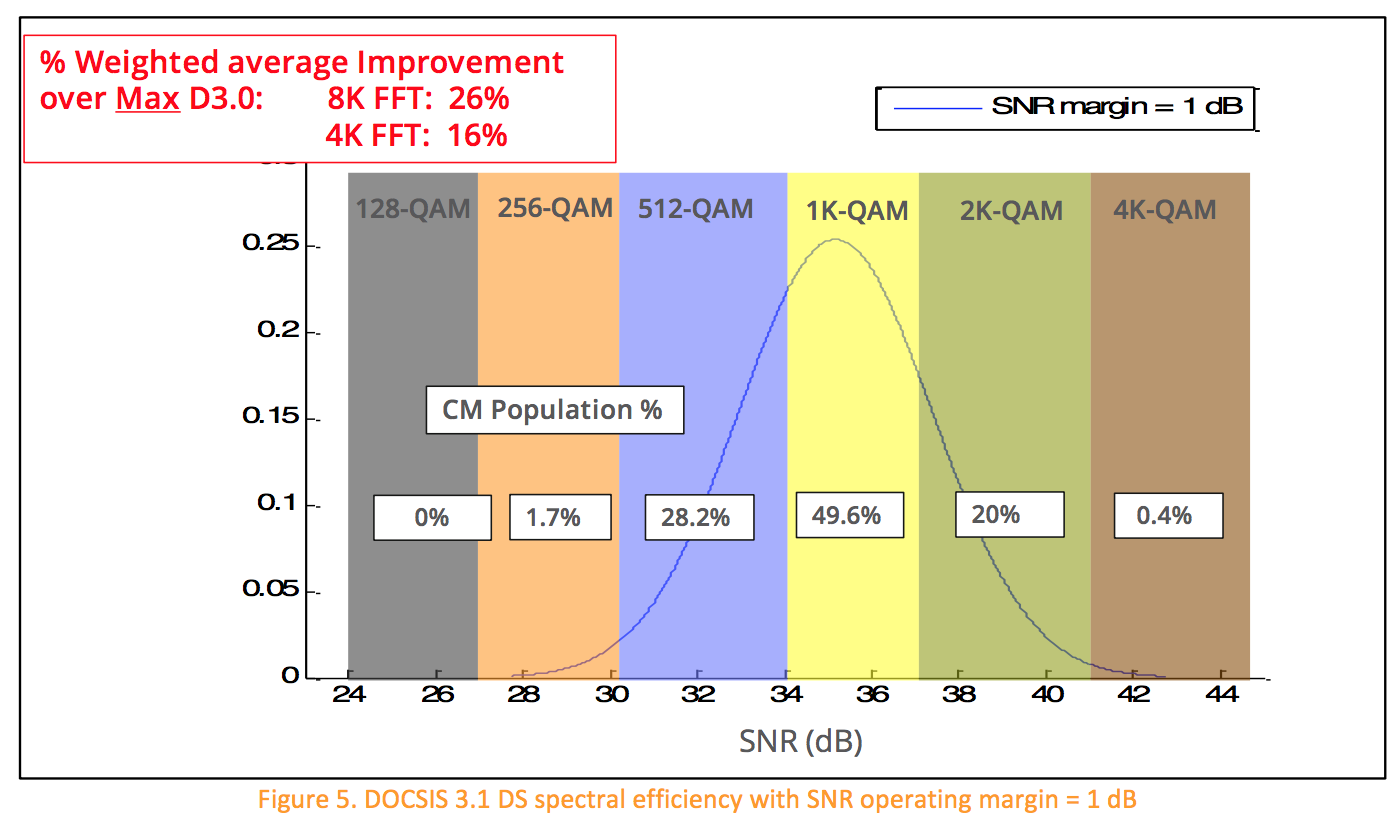 % Weighted average Improvement
over Max D3.0: 8K FFT: 26%
4K FFT: 16%
SNR margin = 1 dB
128-QAM 256-QAM 512-QAM 1K-QAM 2K-QAM 4K-QAM
0.25
0.2
0.15
CM Population %
0.1
0% 1.7% 28.2% 49.6% 20% 0.4%
0.05
0
24 26 28 30 32 34 36 38 40 42 44
SNR (dB)
Figure 5. DOCSIS 3.1 DS spectral efficiency with SNR operating margin = 1 dB